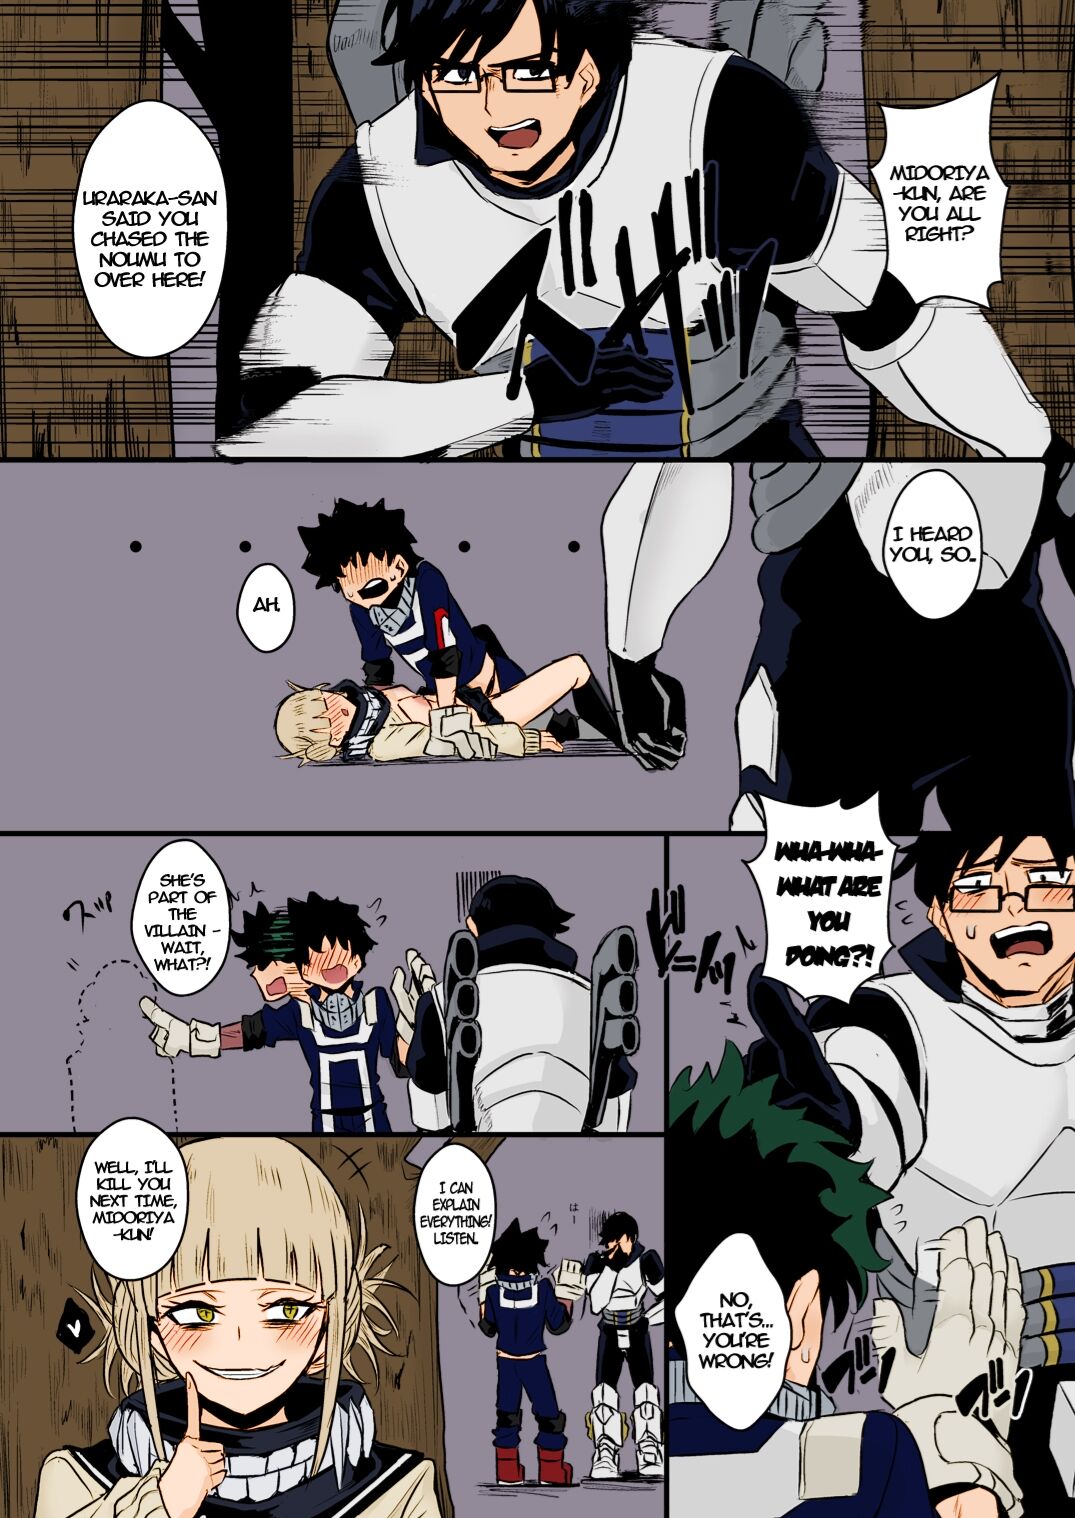 MIDORIYA
-KUN, ARE
YOU ALL
RIGHT?
URARAKA-SAN
SAID YOU
CHASED THE
NOUMU TO
OVER HERE!
I HEARD
YOU, SO..
AH.
WHA-WHA-
WHAT ARE
YOU
DOING?!
SHE'S
PART OF
THE
VILLAIN -
WAIT,
WHAT?!
NO,
THAT'S...
YOU'RE
WRONG!
I CAN
EXPLAIN
EVERYTHING!
LISTEN..
は
WELL, I'LL
KILL YOU
NEXT TIME,
MIDORIYA
-KUN!